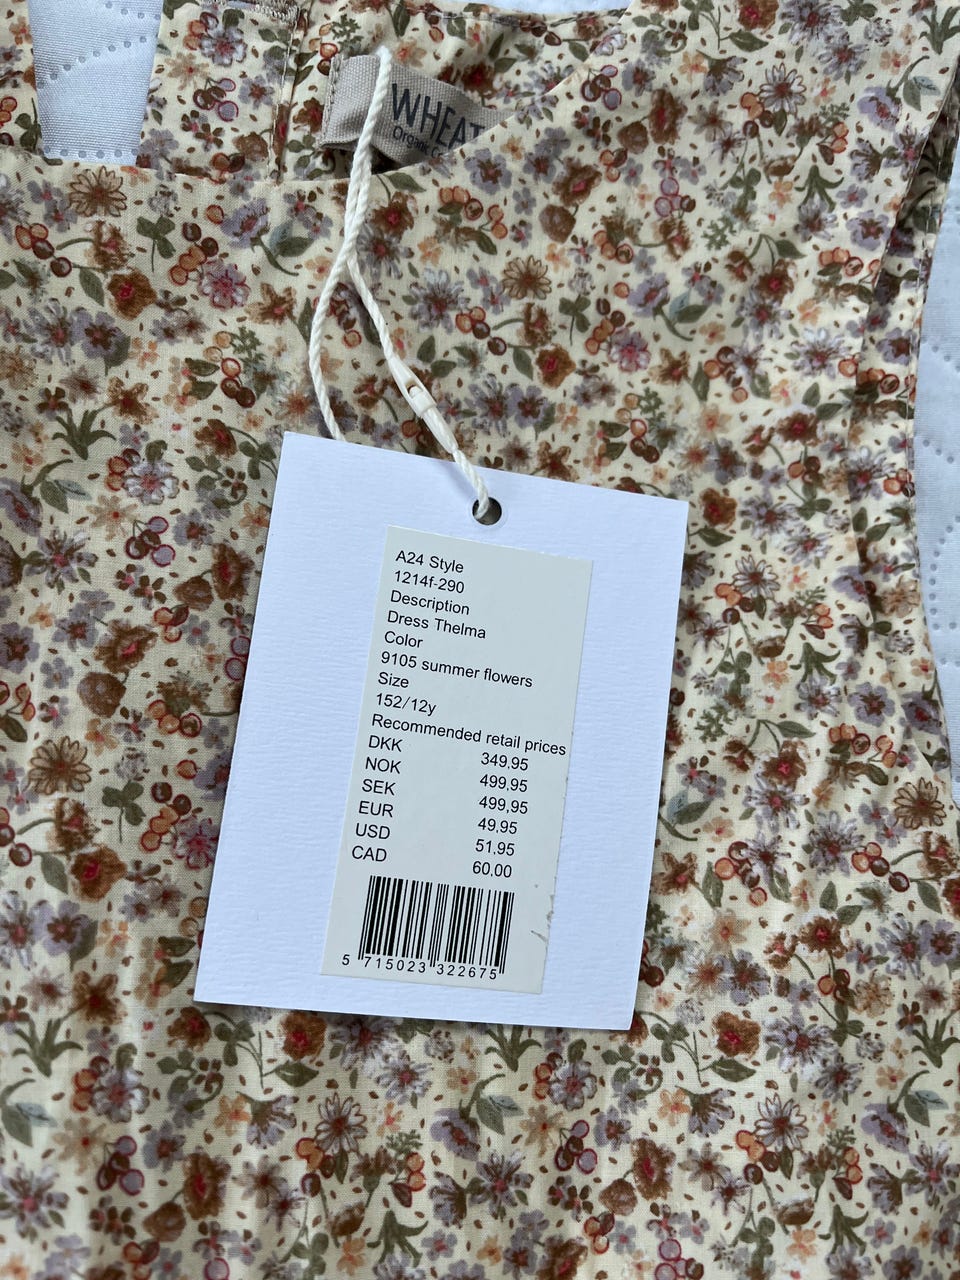 WHEAT
Organic
A24 Style
1214f-290
Description
Dress Thelma
Color
9105 summer flowers
Size
152/12y
Recommended retail prices
DKK 349.95
NOK 499.95
SEK 499,95
EUR 49.95
USD 51,95
CAD 60.00
5 715023 322675